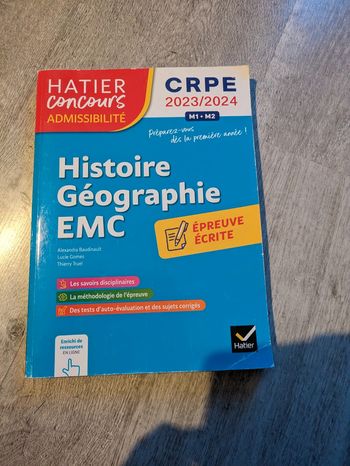 HATIER
concours
ADMISSIBILITÉ
CRPE
2023/2024
M1 • M2
Préparez-vous
dès la première année !
Histoire
Géographie
EMC
Alexandra Baudinault
Lucie Gomes
Thierry Truel
ÉPREUVE
ÉCRITE
Les savoirs disciplinaires
La méthodologie de l'épreuve
Des tests d'auto-évaluation et des sujets corrigés
Enrichi de
ressources
EN LIGNE
Hatier